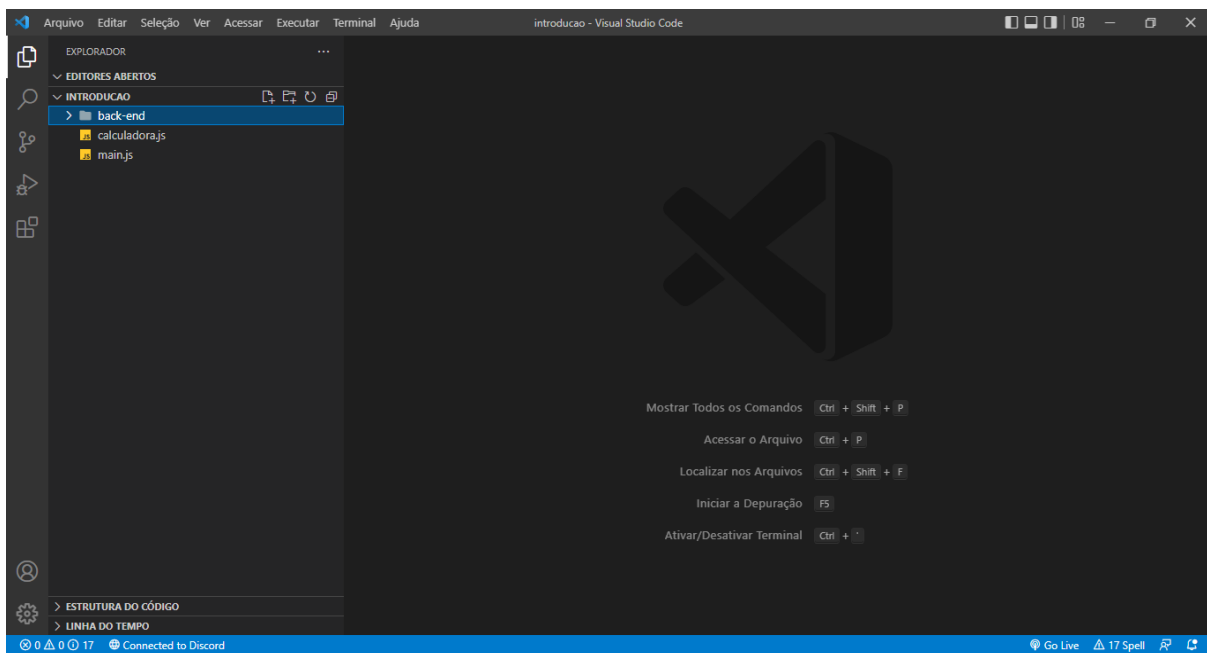 Arquivo Editar Seleção Ver Acessar Executar Terminal Ajuda introducao - Visual Studio Code
EXPLORADOR
EDITORES ABERTOS
INTRODUCAO
back-end
JS calculadora.js
JS main.js
Mostrar Todos os Comandos Ctrl + Shift + P
Acessar o Arquivo Ctrl + P
Localizar nos Arquivos Ctrl + Shift + F
Iniciar a Depuração F5
Ativar/Desativar Terminal Ctrl + `
ESTRUTURA DO CÓDIGO
LINHA DO TEMPO
0 0 17 Connected to Discord Go Live 17 Spell